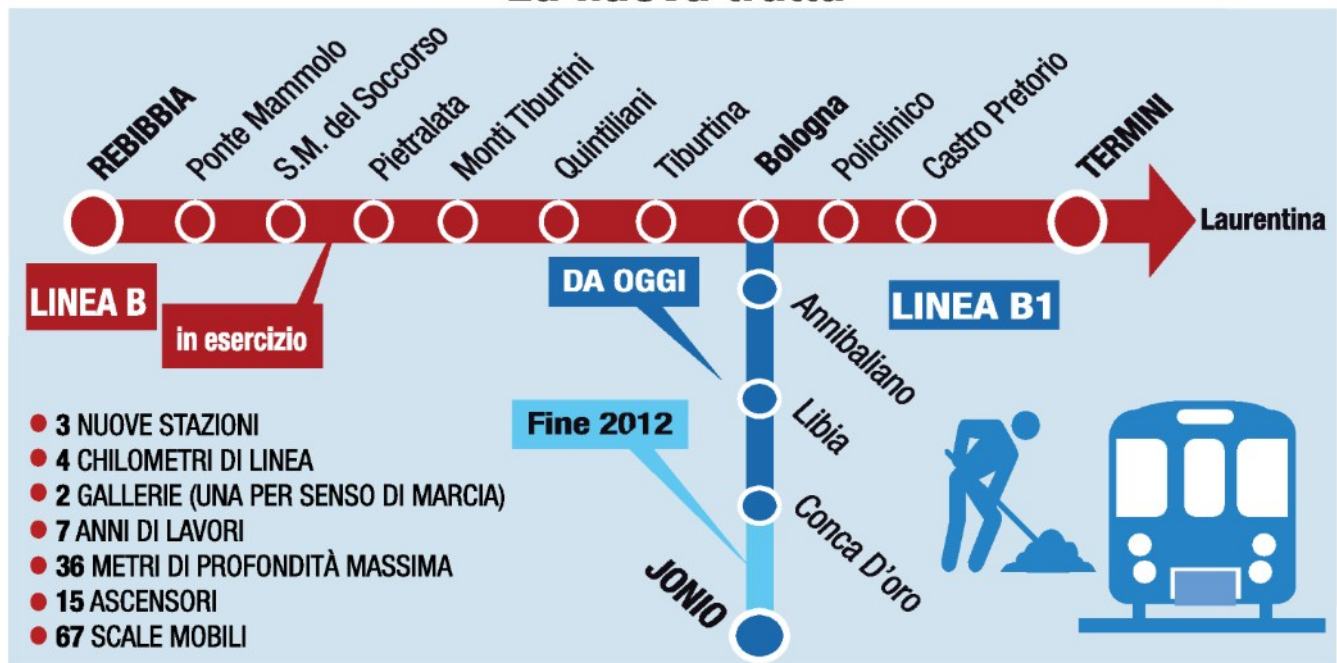 La nuova tratta
REBIBBIA
Ponte Mammolo
S.M. del Soccorso
Pietralata
Monti Tiburtini
Quintiliani
Tiburtina
Bologna
Policlinico
Castro Pretorio
TERMINI
Laurentina
LINEA B
in esercizio
DA OGGI
LINEA B1
Annibaliano
Libia
Fine 2012
Conca D'oro
JONIO
3 NUOVE STAZIONI
4 CHILOMETRI DI LINEA
2 GALLERIE (UNA PER SENSO DI MARCIA)
7 ANNI DI LAVORI
36 METRI DI PROFONDITÀ MASSIMA
15 ASCENSORI
67 SCALE MOBILI